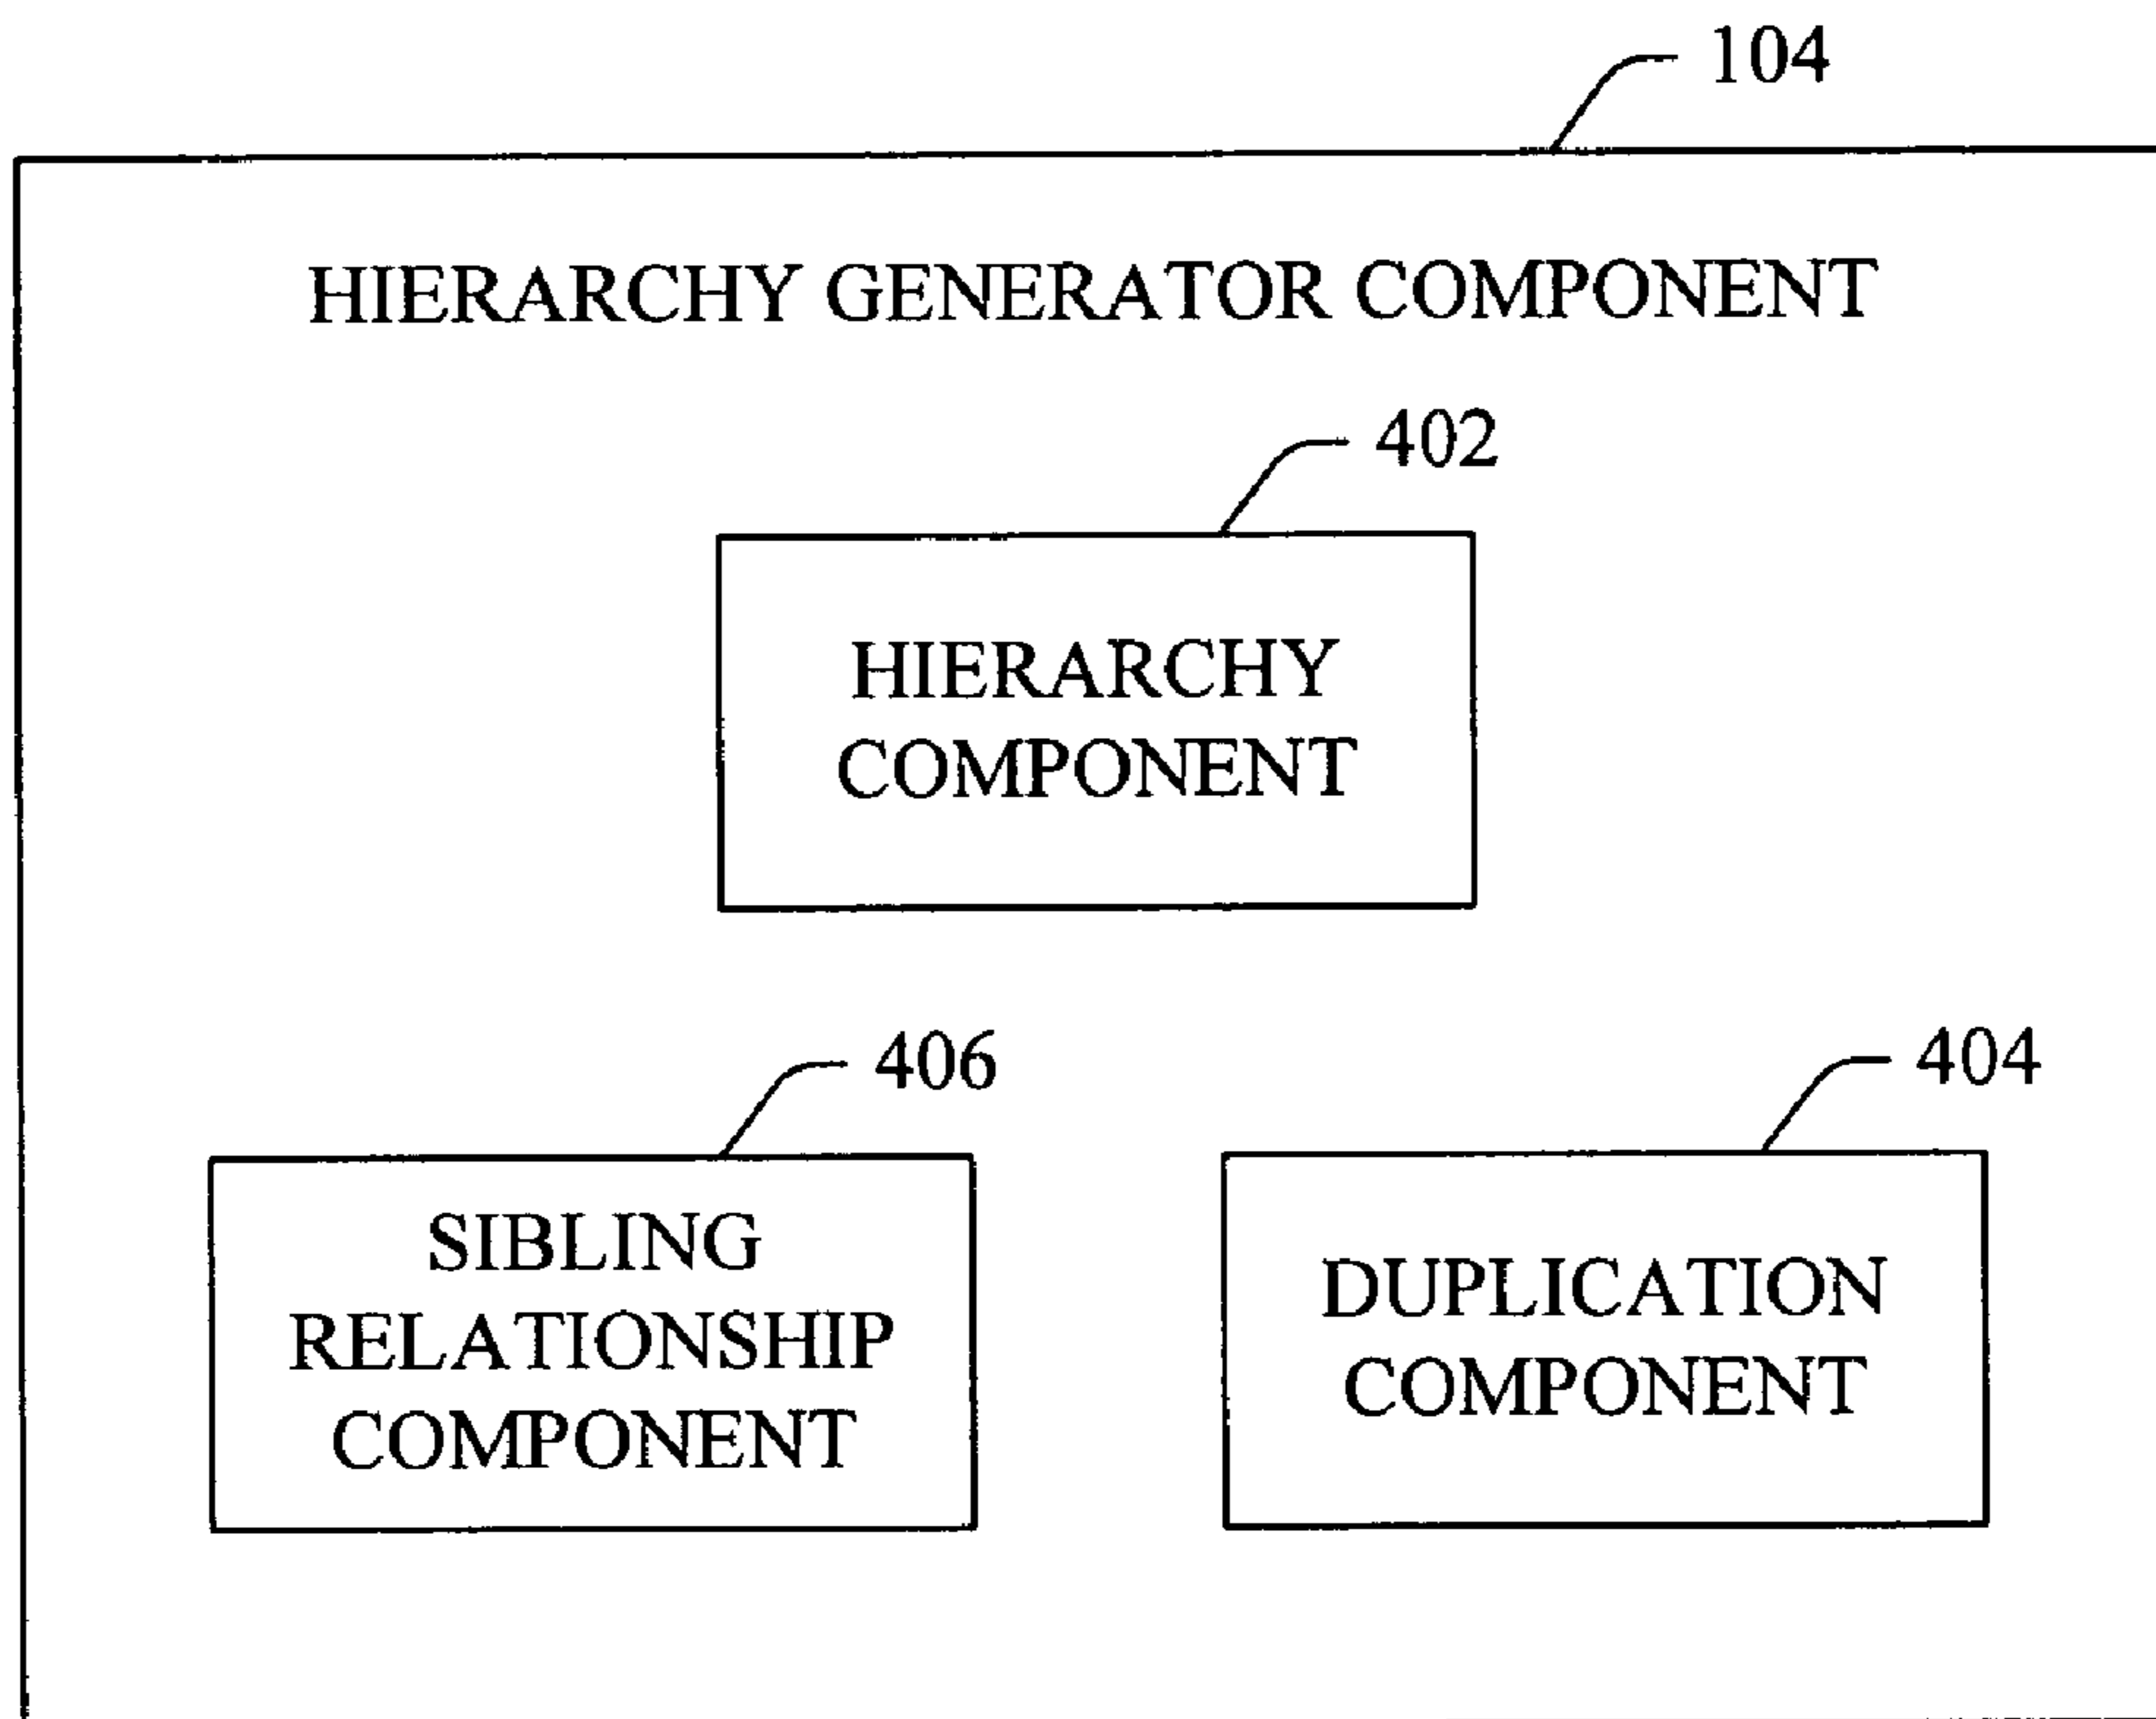 104
HIERARCHY GENERATOR COMPONENT
402
HIERARCHY
COMPONENT
406
SIBLING
RELATIONSHIP
COMPONENT
404
DUPLICATION
COMPONENT